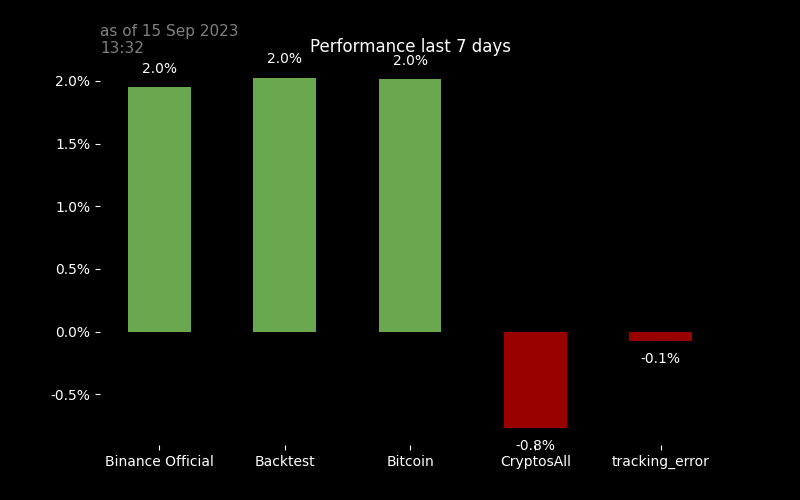 as of 15 Sep 2023
13:32
Performance last 7 days
2.0%
2.0%
2.0%
2.0%
1.5%
1.0%
0.5%
0.0%
-0.5%
-0.1%
-0.8%
Binance Official
Backtest
Bitcoin
CryptosAll
tracking_error